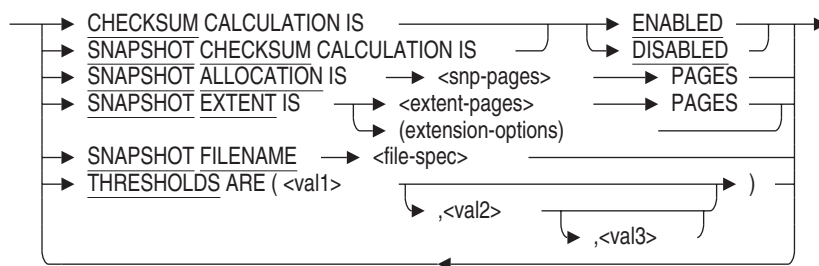 CHECKSUM CALCULATION IS ENABLED
SNAPSHOT CHECKSUM CALCULATION IS DISABLED
SNAPSHOT ALLOCATION IS <snp-pages> PAGES
SNAPSHOT EXTENT IS <extent-pages> PAGES
(extension-options)
SNAPSHOT FILENAME <file-spec>
THRESHOLDS ARE ( <val1> )
,<val2>
,<val3>